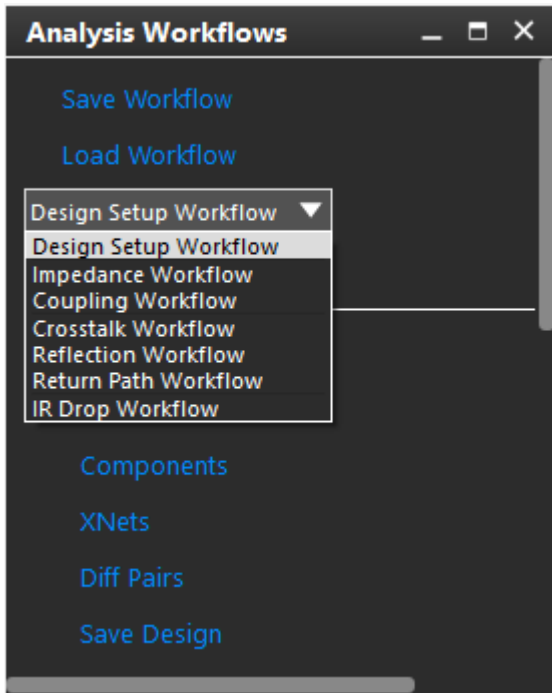 Analysis Workflows
Save Workflow
Load Workflow
Design Setup Workflow
Design Setup Workflow
Impedance Workflow
Coupling Workflow
Crosstalk Workflow
Reflection Workflow
Return Path Workflow
IR Drop Workflow
Components
XNets
Diff Pairs
Save Design